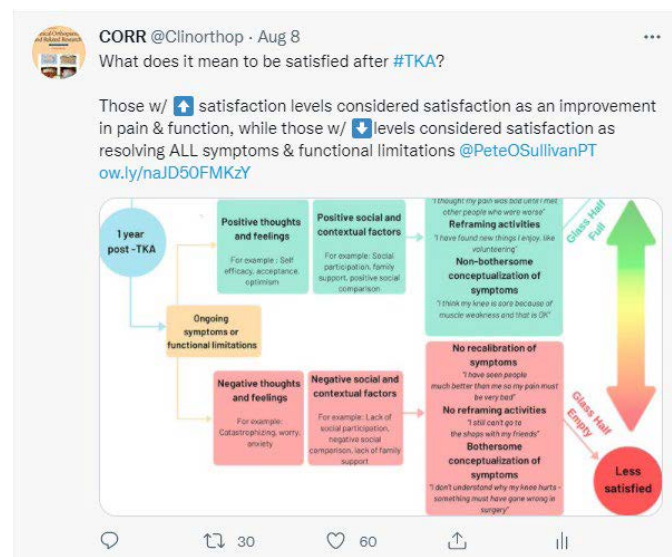 CORR @Clinorthop · Aug 8
What does it mean to be satisfied after #TKA?
Those w/ ⬆ satisfaction levels considered satisfaction as an improvement
in pain & function, while those w/ ⬇levels considered satisfaction as
resolving ALL symptoms & functional limitations @PeteOSullivanPT
ow.ly/naJD50FMKzY
1 year
post -TKA
Positive thoughts
and feelings
For example : Self
efficacy, acceptance,
optimism
Positive social and
contextual factors
For example: Social
participation, family
support, positive social
comparison
"I thought my pain was bad until I met
other people who were worse"
Reframing activities
"I have found new things I enjoy, like
volunteering"
Non-bothersome
conceptualization of
symptoms
"I think my knee is sore because of
muscle weakness and that is OK"
Glass Half
Full
Ongoing
symptoms or
functional limitations
Negative thoughts
and feelings
For example:
Catastrophizing, worry,
anxiety
Negative social and
contextual factors
For example: Lack of
social participation,
negative social
comparison, lack of family
support
No recalibration of
symptoms
"I have seen people
much better than me so my pain must
be very bad"
No reframing activities
"I still can't go to
the shops with my friends"
Bothersome
conceptualization of
symptoms
"I don't understand why my knee hurts -
something must have gone wrong in
surgery"
Glass Half
Empty
Less
satisfied
30
60